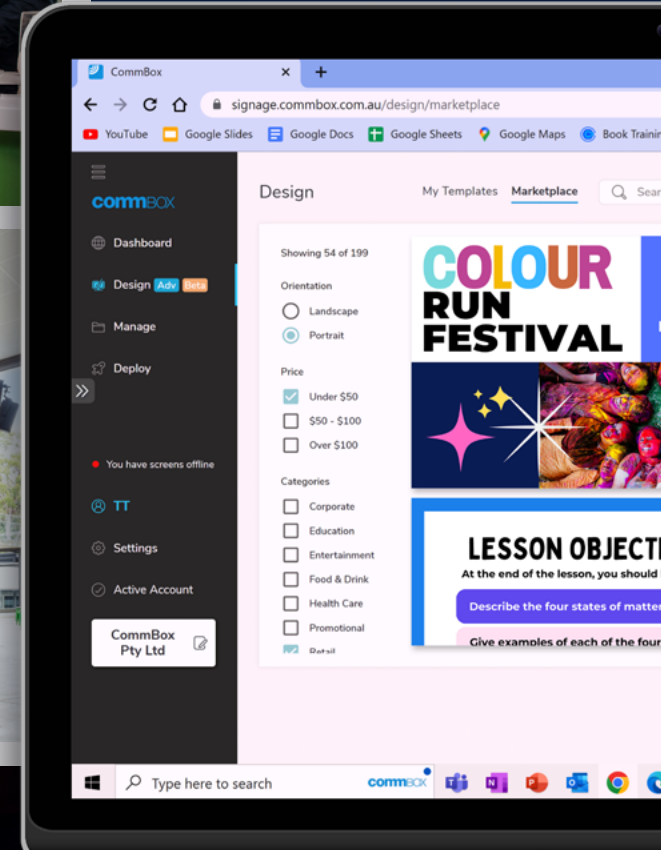 CommBox
signage.commbox.com.au/design/marketplace
YouTube Google Slides Google Docs Google Sheets Google Maps Book
commBOX
Design My Templates Marketplace
Dashboard
Design Adv Beta
Manage
Deploy
You have screens offline
TT
Settings
Active Account
CommBox
Pty Ltd
Showing 54 of 199
Orientation
Landscape
Portrait
Price
Under $50
$50 - $100
Over $100
Categories
Corporate
Education
Entertainment
Food & Drink
Health Care
Promotional
Retail
COLOUR
RUN
FESTIVAL
LESSON
At the end of the lesson, you should
Describe the four states of matter
Give examples of each of the four
Type here to search commBOX